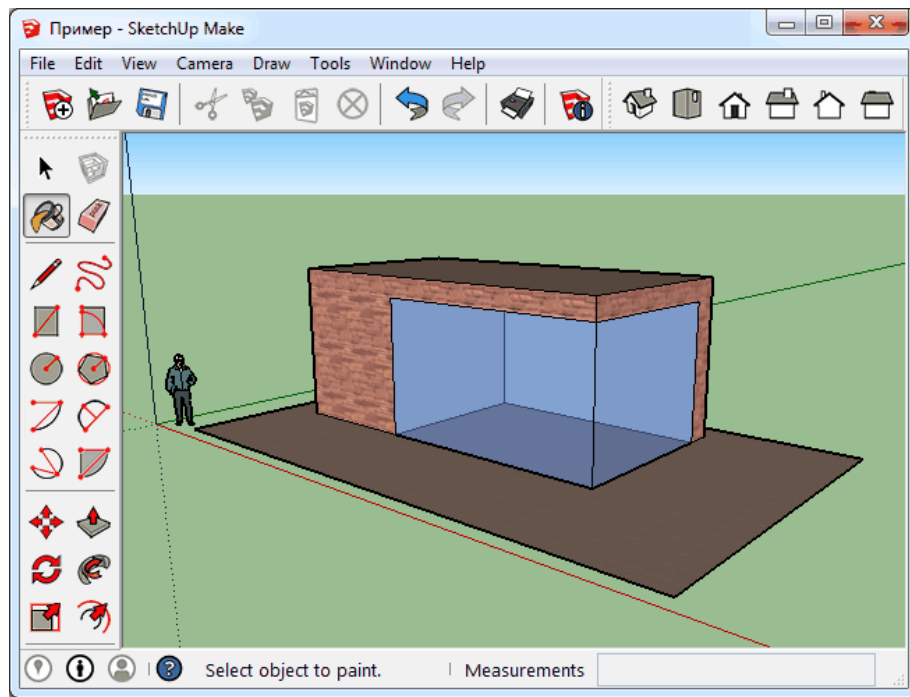 Пример - SketchUp Make
File Edit View Camera Draw Tools Window Help
Select object to paint. Measurements